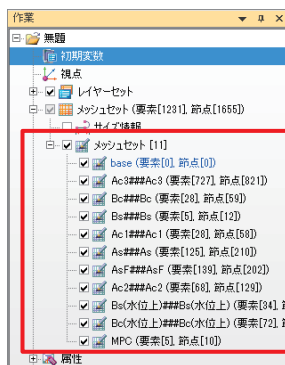 作業
無題
初期変数
視点
レイヤーセット
メッシュセット (要素[1231], 節点[1655])
サイズ情報
メッシュセット [11]
base (要素[0], 節点[0])
Ac3###Ac3 (要素[727], 節点[821])
Bc###Bc (要素[28], 節点[59])
Bs###Bs (要素[5], 節点[12])
Ac1###Ac1 (要素[28], 節点[58])
As###As (要素[125], 節点[210])
AsF###AsF (要素[139], 節点[202])
Ac2###Ac2 (要素[68], 節点[129])
Bs(水位上)###Bs(水位上) (要素[34],
Bc(水位上)###Bc(水位上) (要素[72],
MPC (要素[5], 節点[10])
属性